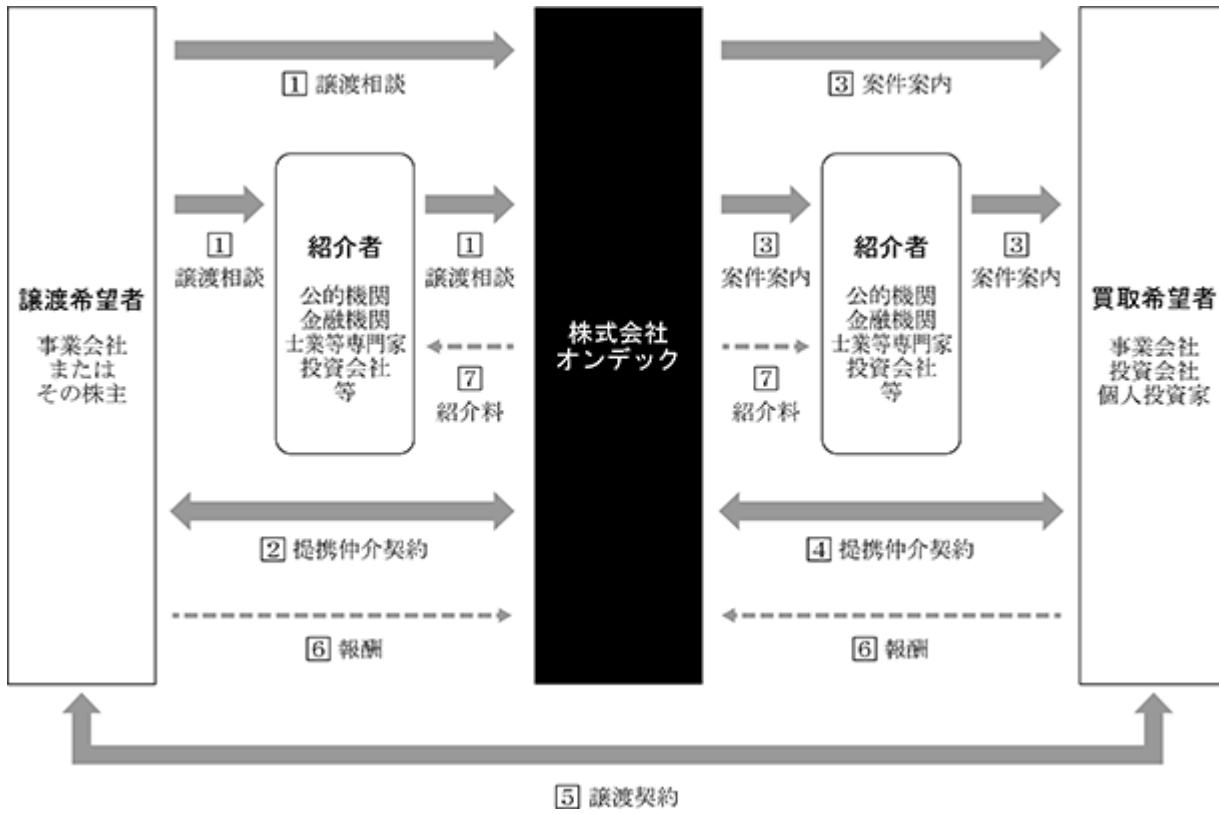 1 譲渡相談
3 案件案内
1
譲渡相談
紹介者
公的機関
金融機関
士業等専門家
投資会社
等
1
譲渡相談
3
案件案内
紹介者
公的機関
金融機関
士業等専門家
投資会社
等
3
案件案内
譲渡希望者
事業会社
または
その株主
株式会社
オンデック
買取希望者
事業会社
投資会社
個人投資家
7
紹介料
7
紹介料
2 提携仲介契約
4 提携仲介契約
6 報酬
6 報酬
5 譲渡契約